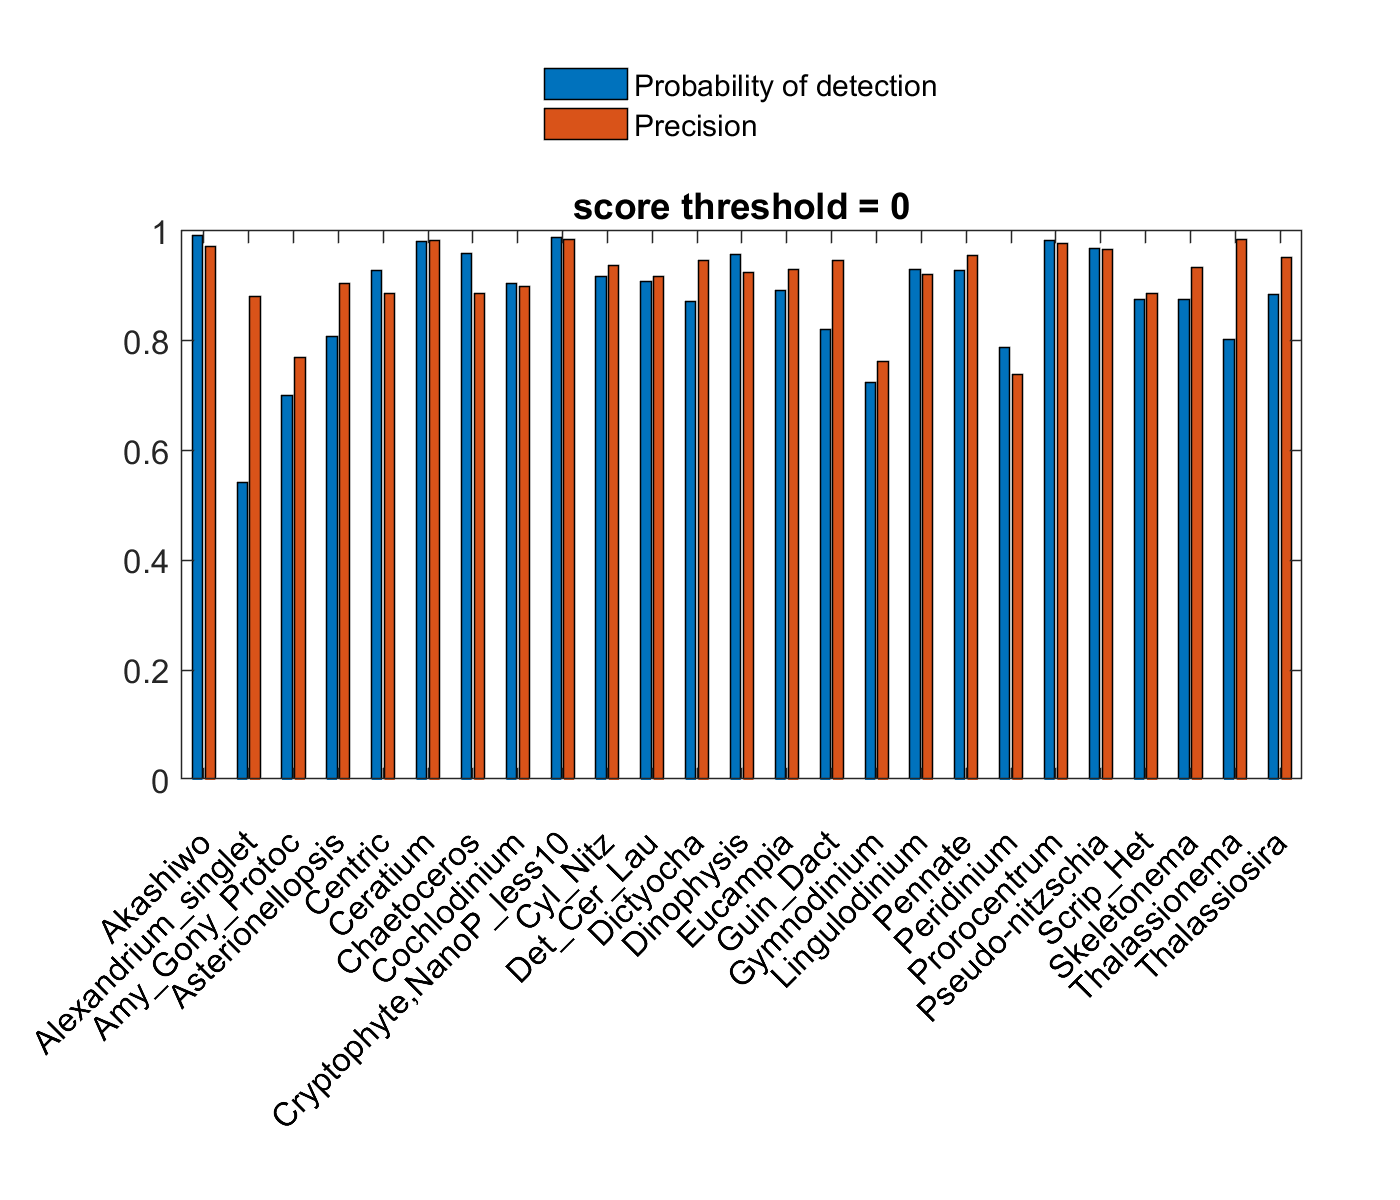 Probability of detection
Precision
score threshold = 0
1
0.8
0.6
0.4
0.2
0
Akashiwo
Alexandrium_singlet
Amy_Gony_Protoc
Asterionellopsis
Centric
Ceratium
Chaetoceros
Cochlodinium
Cryptophyte,NanoP_less10
_Cyl_Nitz
Det_Cer_Lau
Dictyocha
Dinophysis
Eucampia
Guin_Dact
Gymnodinium
Lingulodinium
Pennate
Peridinium
Prorocentrum
Pseudo-nitzschia
Scrip_Het
Skeletonema
Thalassionema
Thalassiosira